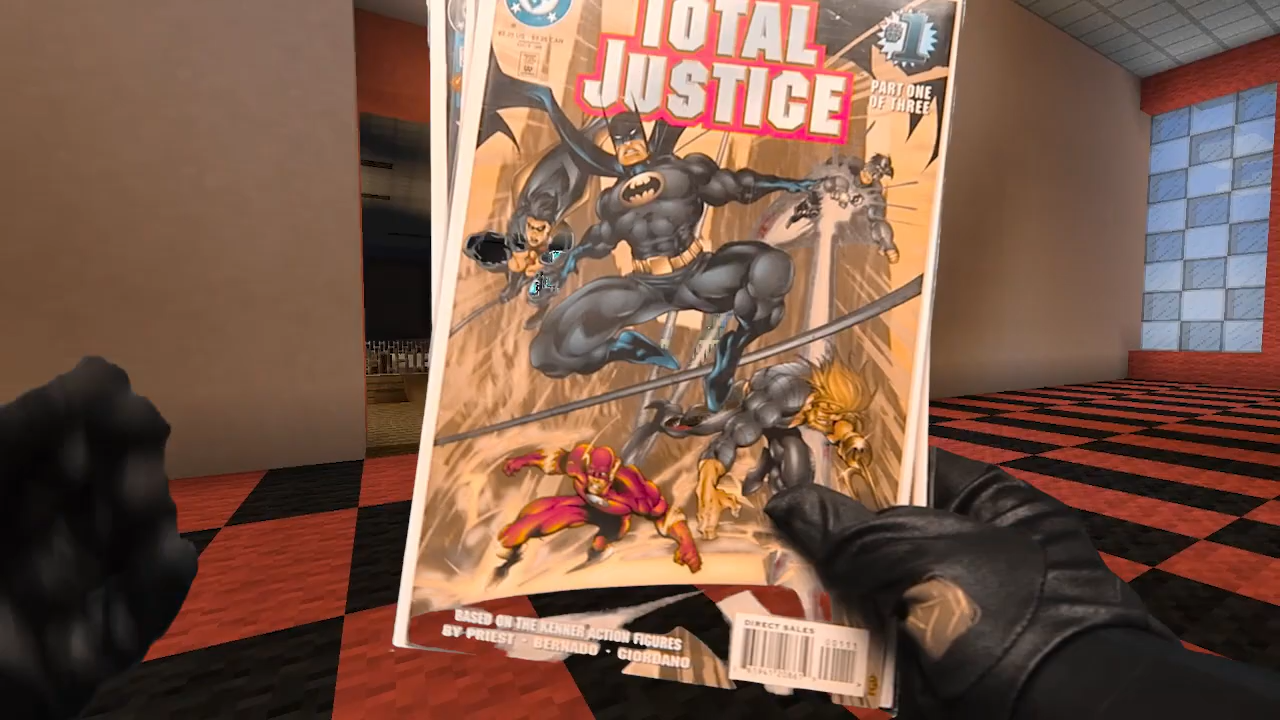 TOTAL
JUSTICE
1
PART ONE
OF THREE
BASED ON THE KENNER ACTION FIGURES
BY PRIEST • BERNADO • GIORDANO
DIRECT SALES
00111